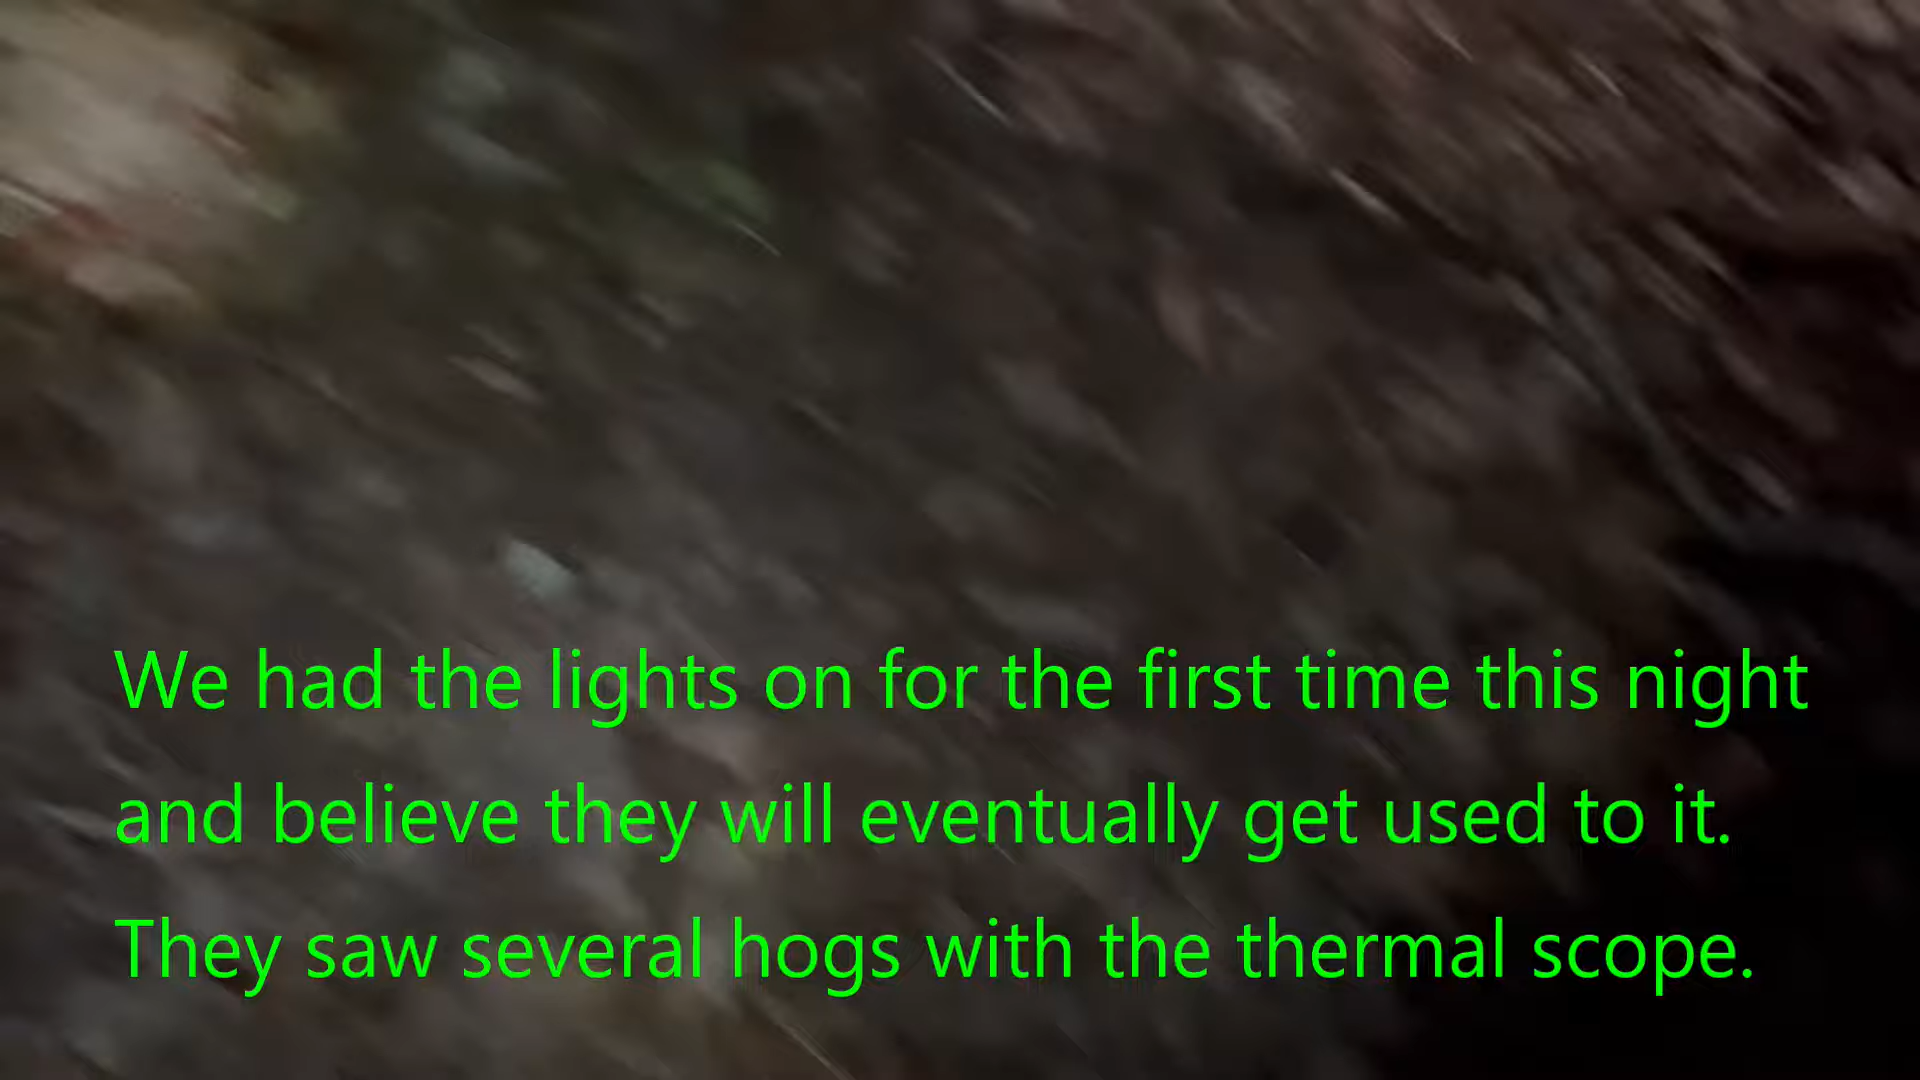 We had the lights on for the first time this night
and believe they will eventually get used to it.
They saw several hogs with the thermal scope.